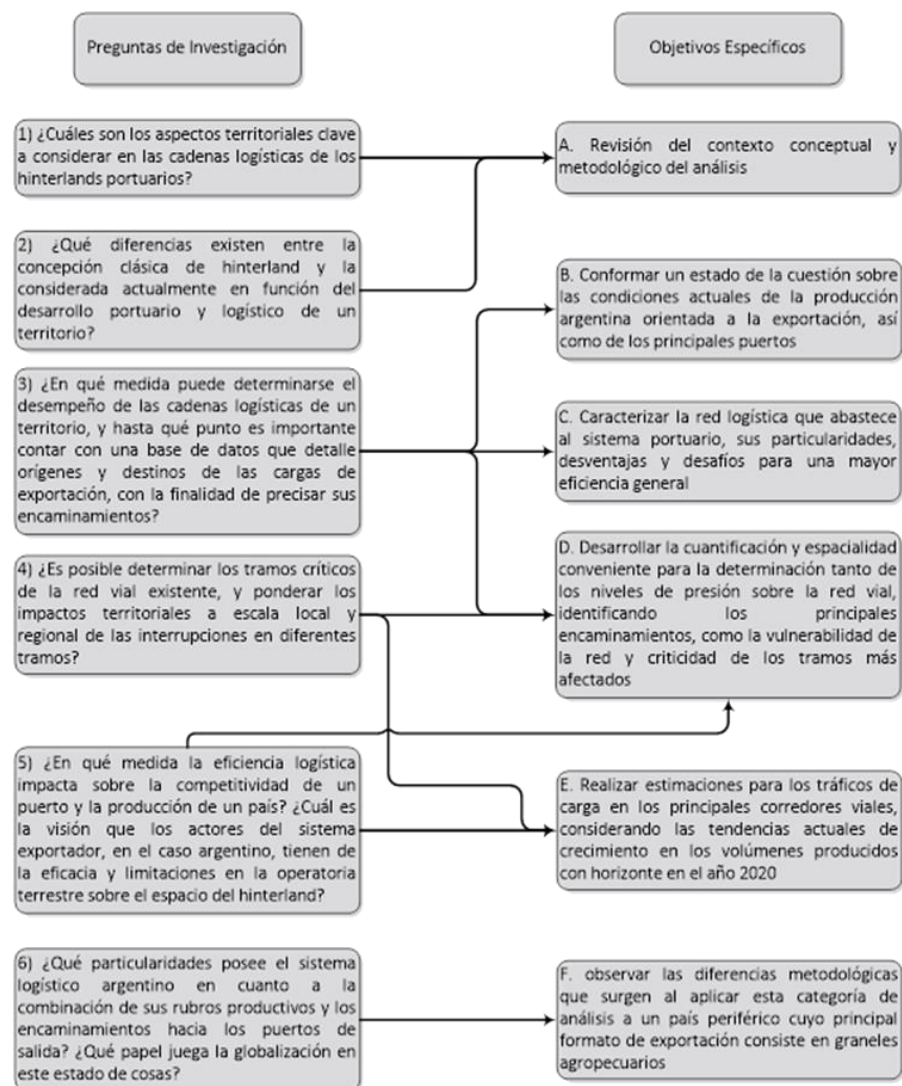 Preguntas de Investigación
Objetivos Específicos
1) ¿Cuáles son los aspectos territoriales clave
a considerar en las cadenas logísticas de los
hinterlands portuarios?
A. Revisión del contexto conceptual y
metodológico del análisis
2) ¿Qué diferencias existen entre la
concepción clásica de hinterland y la
considerada actualmente en función del
desarrollo portuario y logístico de un
territorio?
B. Conformar un estado de la cuestión sobre
las condiciones actuales de la producción
argentina orientada a la exportación, así
como de los principales puertos
3) ¿En qué medida puede determinarse el
desempeño de las cadenas logísticas de un
territorio, y hasta qué punto es importante
contar con una base de datos que detalle
orígenes y destinos de las cargas de
exportación, con la finalidad de precisar sus
encaminamientos?
C. Caracterizar la red logística que abastece
al sistema portuario, sus particularidades,
desventajas y desafíos para una mayor
eficiencia general
4) ¿Es posible determinar los tramos críticos
de la red vial existente, y ponderar los
impactos territoriales a escala local y
regional de las interrupciones en diferentes
tramos?
D. Desarrollar la cuantificación y espacialidad
conveniente para la determinación tanto de
los niveles de presión sobre la red vial,
identificando los principales
encaminamientos, como la vulnerabilidad de
la red y criticidad de los tramos más
afectados
5) ¿En qué medida la eficiencia logística
impacta sobre la competitividad de un
puerto y la producción de un país? ¿Cuál es
la visión que los actores del sistema
exportador, en el caso argentino, tienen de
la eficacia y limitaciones en la operatoria
terrestre sobre el espacio del hinterland?
E. Realizar estimaciones para los tráficos de
carga en los principales corredores viales,
considerando las tendencias actuales de
crecimiento en los volúmenes producidos
con horizonte en el año 2020
6) ¿Qué particularidades posee el sistema
logístico argentino en cuanto a la
combinación de sus rubros productivos y los
encaminamientos hacia los puertos de
salida? ¿Qué papel juega la globalización en
este estado de cosas?
F. observar las diferencias metodológicas
que surgen al aplicar esta categoría de
análisis a un país periférico cuyo principal
formato de exportación consiste en graneles
agropecuarios